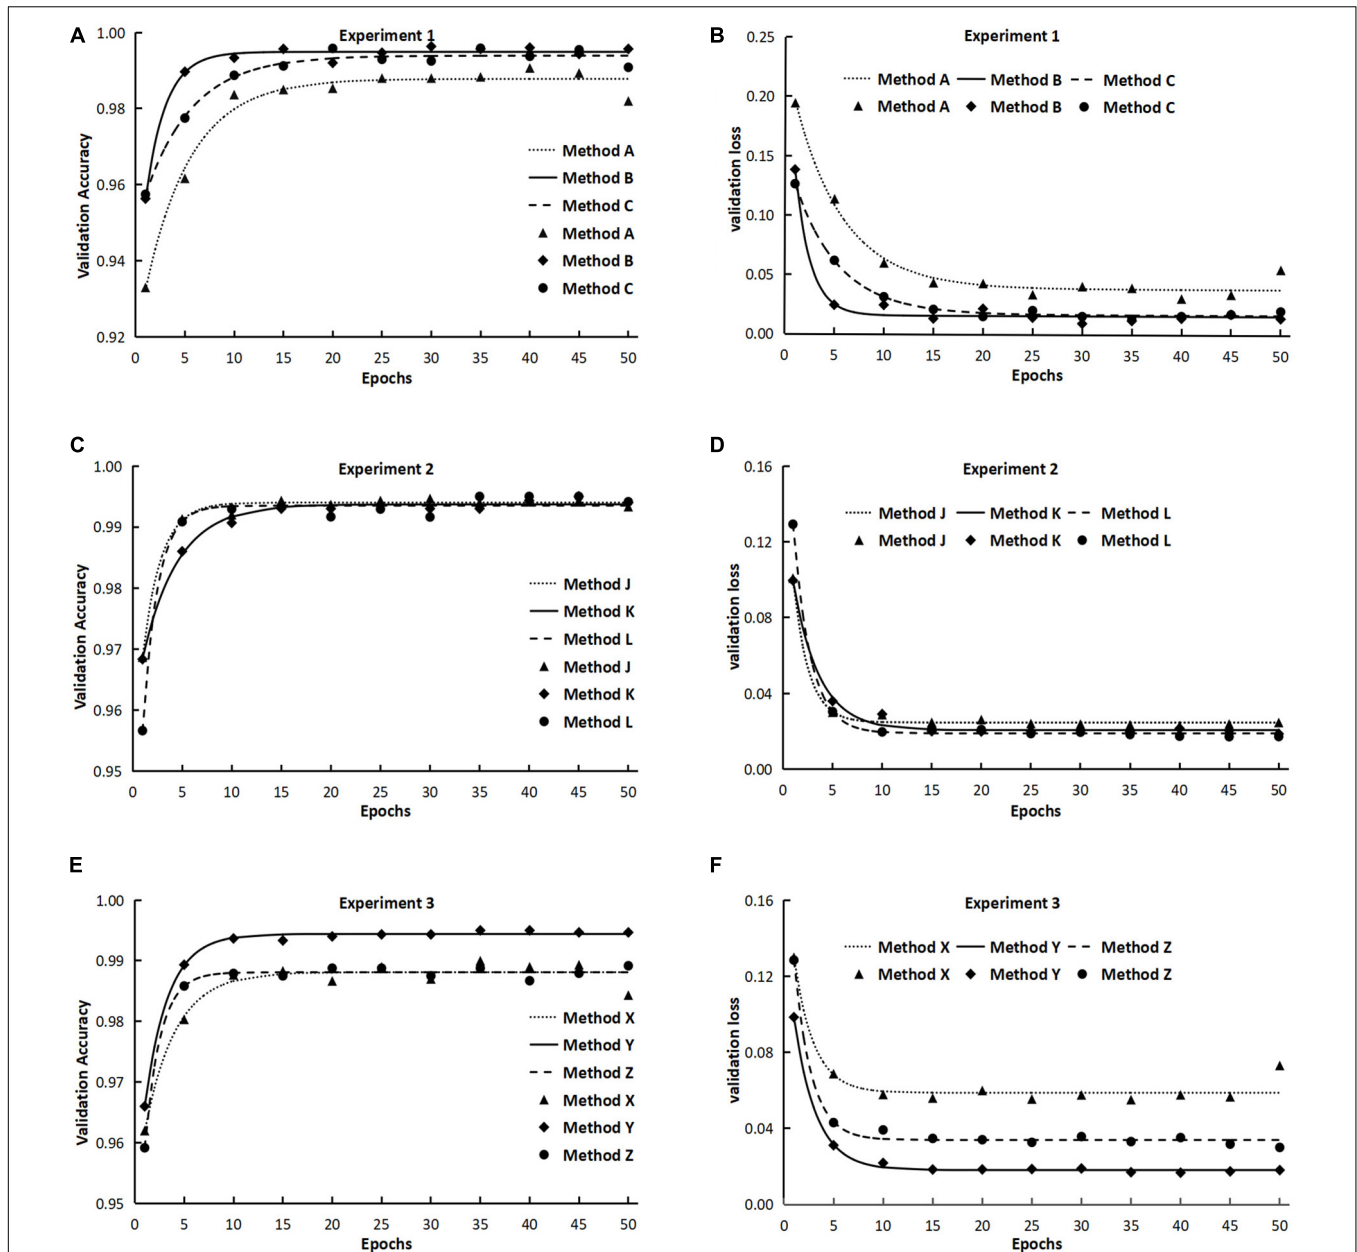 A
Experiment 1
1.00
0.98
0.96
0.94
0.92
Validation Accuracy
Method A
Method B
Method C
Method A
Method B
Method C
0 5 10 15 20 25 30 35 40 45 50
Epochs
B
Experiment 1
0.25
0.20
0.15
0.10
0.05
0.00
validation loss
Method A Method B Method C
Method A Method B Method C
0 5 10 15 20 25 30 35 40 45 50
Epochs
C
Experiment 2
1.00
0.99
0.98
0.97
0.96
0.95
Validation Accuracy
Method J
Method K
Method L
Method J
Method K
Method L
0 5 10 15 20 25 30 35 40 45 50
Epochs
D
Experiment 2
0.16
0.12
0.08
0.04
0.00
validation loss
Method J Method K Method L
Method J Method K Method L
0 5 10 15 20 25 30 35 40 45 50
Epochs
E
Experiment 3
1.00
0.99
0.98
0.97
0.96
0.95
Validation Accuracy
Method X
Method Y
Method Z
Method X
Method Y
Method Z
0 5 10 15 20 25 30 35 40 45 50
Epochs
F
Experiment 3
0.16
0.12
0.08
0.04
0.00
validation loss
Method X Method Y Method Z
Method X Method Y Method Z
0 5 10 15 20 25 30 35 40 45 50
Epochs